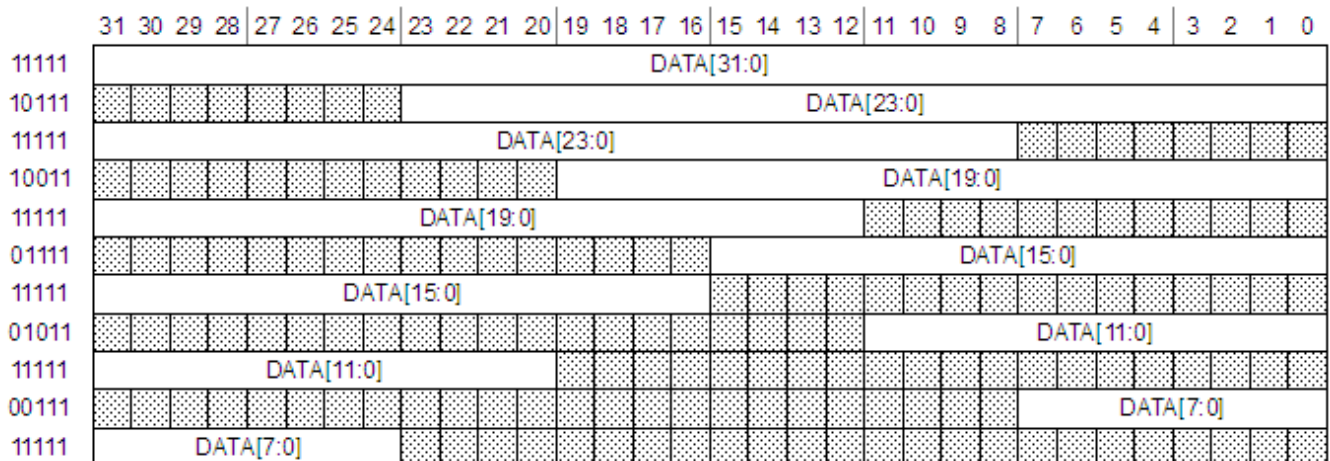 31 30 29 28 27 26 25 24 23 22 21 20 19 18 17 16 15 14 13 12 11 10 9 8 7 6 5 4 3 2 1 0
11111 DATA[31:0]
10111 DATA[23:0]
11111 DATA[23:0]
10011 DATA[19:0]
11111 DATA[19:0]
01111 DATA[15:0]
11111 DATA[15:0]
01011 DATA[11:0]
11111 DATA[11:0]
00111 DATA[7:0]
11111 DATA[7:0]